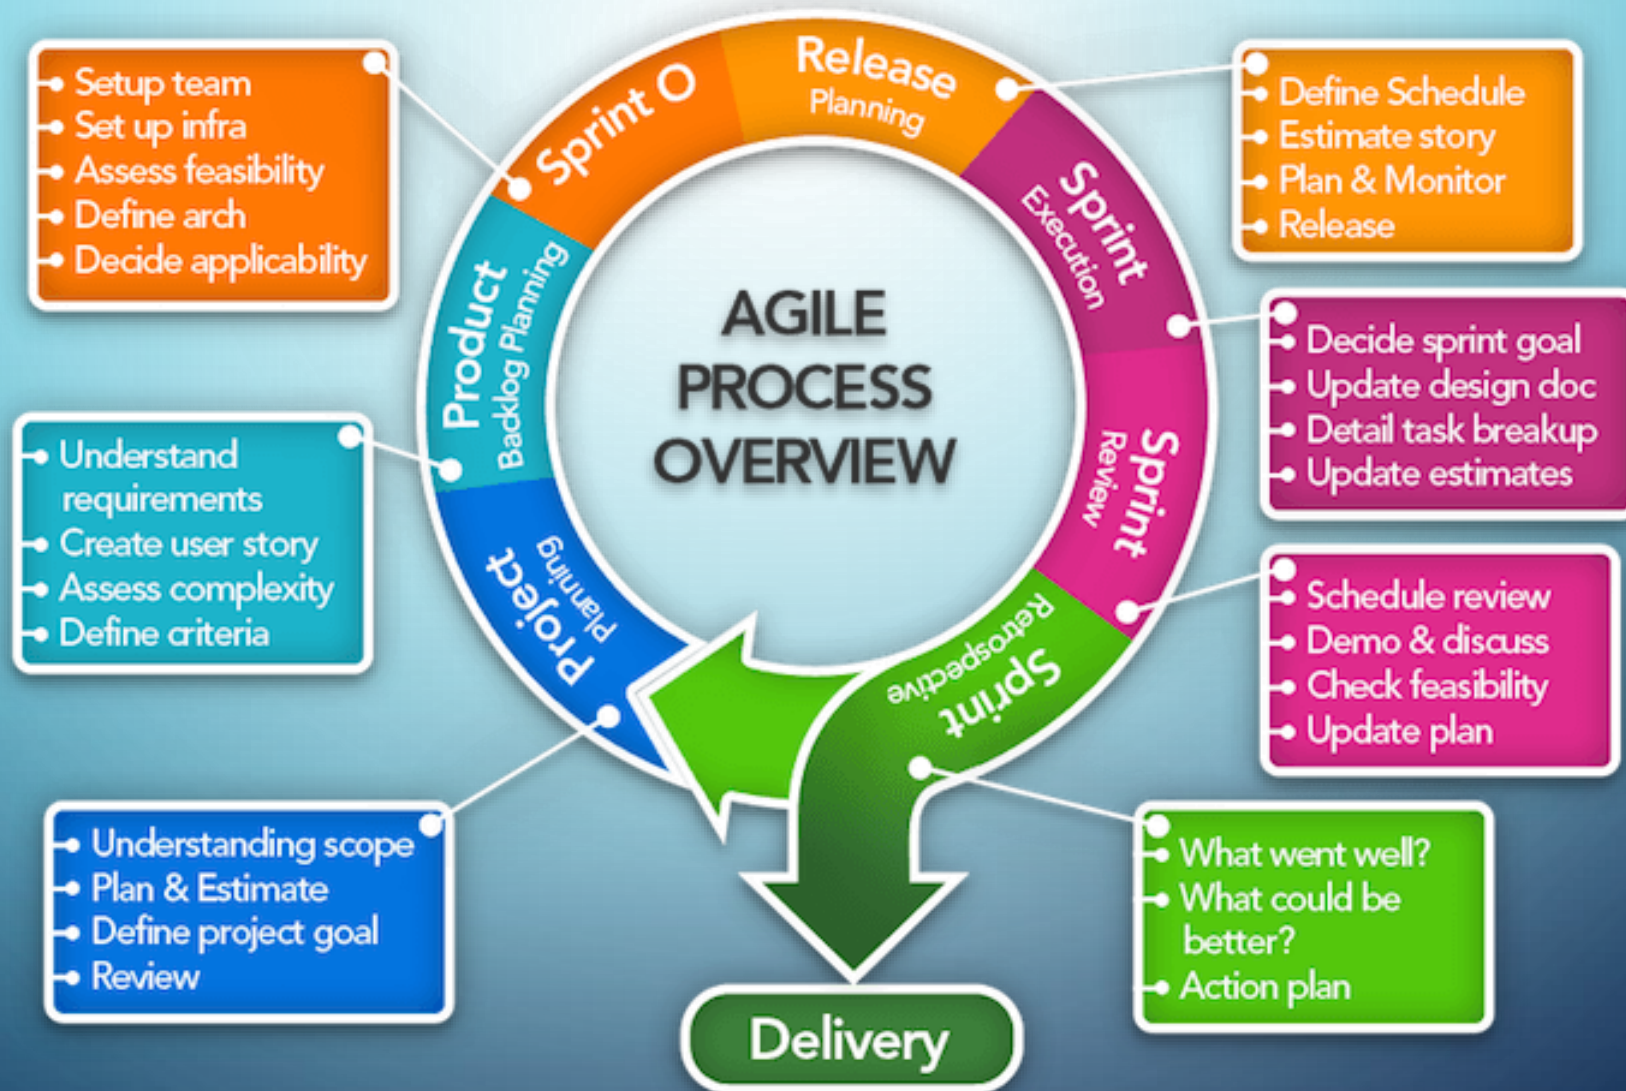 Setup team
Set up infra
Assess feasibility
Define arch
Decide applicability
Sprint O
Release
Planning
Define Schedule
Estimate story
Plan & Monitor
Release
Sprint
Execution
Decide sprint goal
Update design doc
Detail task breakup
Update estimates
Product
Backlog Planning
AGILE
PROCESS
OVERVIEW
Understand
requirements
Create user story
Assess complexity
Define criteria
Sprint
Review
Schedule review
Demo & discuss
Check feasibility
Update plan
Project
Planning
Sprint
Retrospective
Understanding scope
Plan & Estimate
Define project goal
Review
What went well?
What could be
better?
Action plan
Delivery